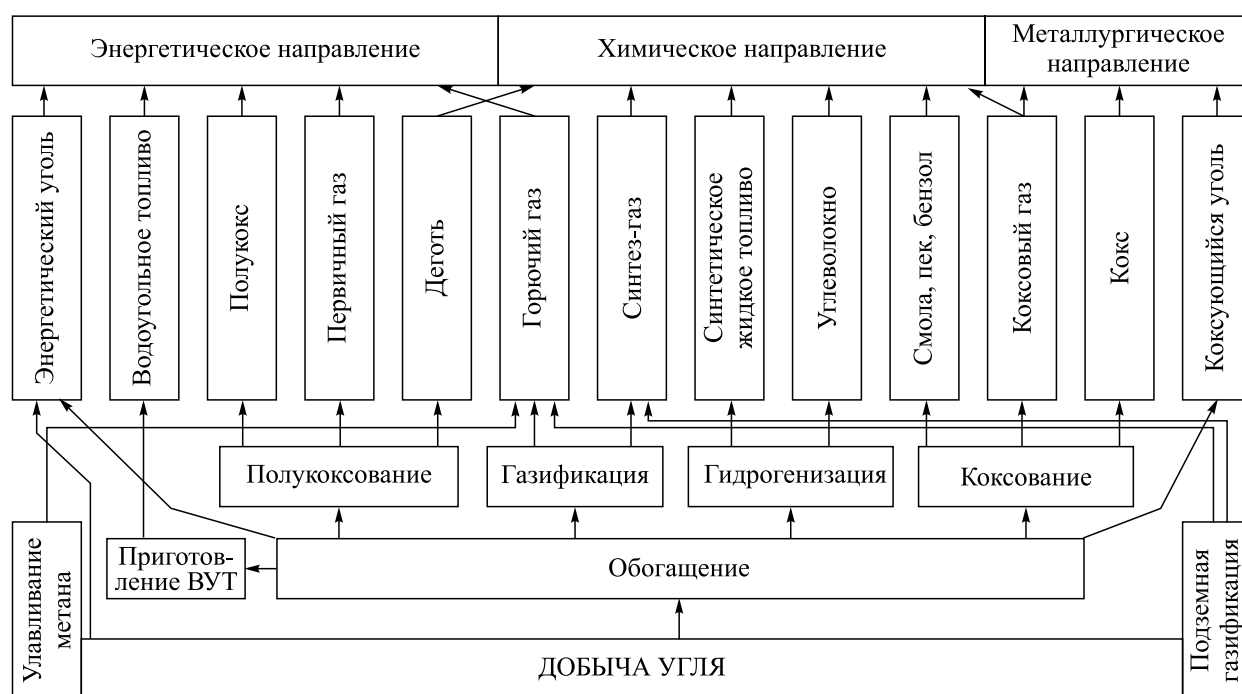 Энергетическое направление
Химическое направление
Металлургическое
направление
Энергетический уголь
Водоугольное топливо
Полукокс
Первичный газ
Деготь
Горючий газ
Синтез-газ
Синтетическое
жидкое топливо
Углеволокно
Смола, пек, бензол
Коксовый газ
Кокс
Коксующийся уголь
Полукоксование
Газификация
Гидрогенизация
Коксование
Улавливание
метана
Приготов-
ление ВУТ
Обогащение
Подземная
газификация
ДОБЫЧА УГЛЯ